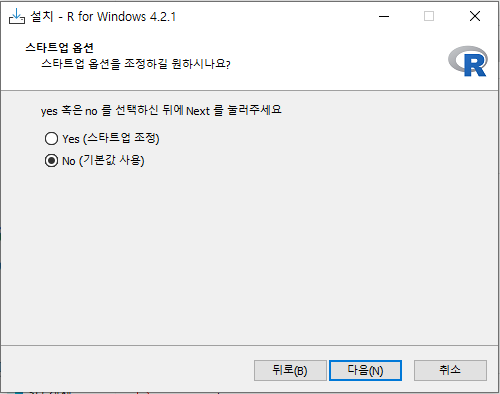 설치 - R for Windows 4.2.1
스타트업 옵션
스타트업 옵션을 조정하길 원하시나요?
R
yes 혹은 no 를 선택하신 뒤에 Next 를 눌러주세요
Yes (스타트업 조정)
No (기본값 사용)
뒤로(B) 다음(N) 취소